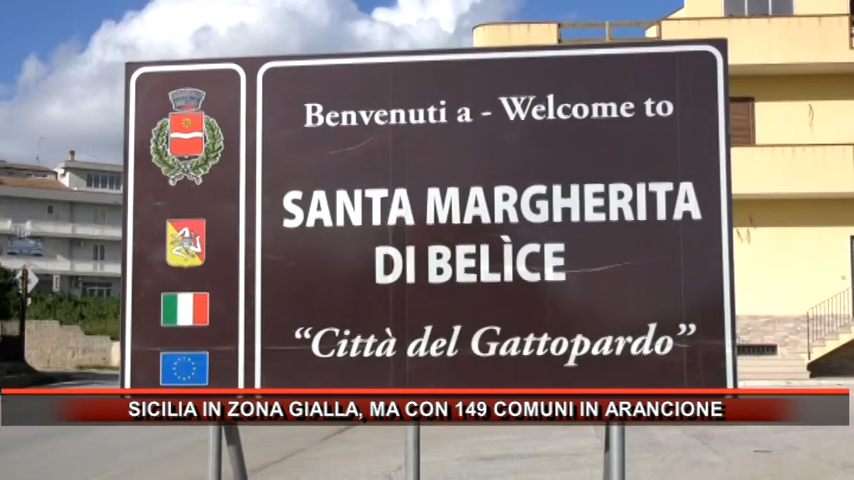 Benvenuti a - Welcome to
SANTA MARGHERITA
DI BELÌCE
“Città del Gattopardo”
SICILIA IN ZONA GIALLA, MA CON 149 COMUNI IN ARANCIONE